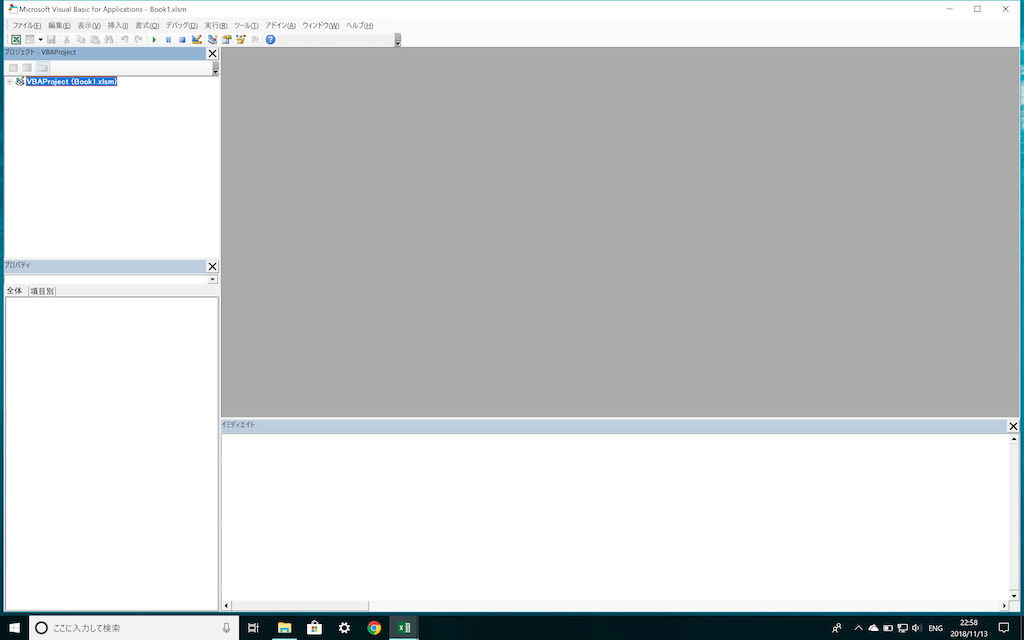 Microsoft Visual Basic for Applications - Book1.xlsm
ファイル(F) 編集(E) 表示(V) 挿入(I) 書式(O) デバッグ(D) 実行(R) ツール(T) アドイン(A) ウィンドウ(W) ヘルプ(H)
プロジェクト - VBAProject
VBAProject (Book1.xlsm)
プロパティ
全体 項目別
イミディエイト
ここに入力して検索
ENG
22:58
2018/11/13